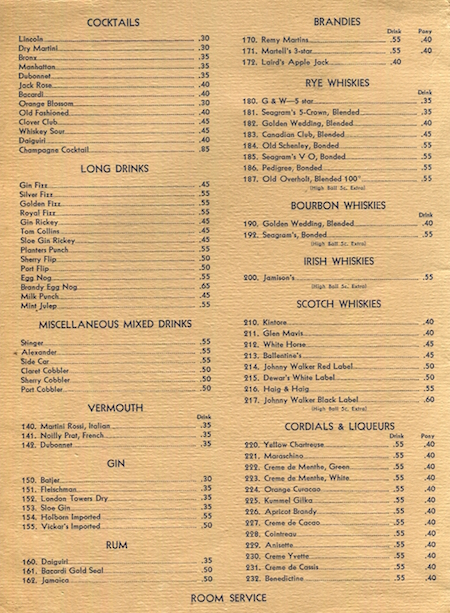 COCKTAILS
Lincoln .30
Dry Martini .30
Bronx .35
Manhattan .35
Dubonnet .35
Jack Rose .40
Bacardi .40
Orange Blossom .30
Old Fashioned .40
Clover Club .45
Whiskey Sour .45
Daiguiri .40
Champagne Cocktail .85
LONG DRINKS
Gin Fizz .45
Silver Fizz .55
Golden Fizz .55
Royal Fizz .55
Gin Rickey .45
Tom Collins .45
Sloe Gin Rickey .45
Planters Punch .55
Sherry Flip .50
Port Flip .50
Egg Nog .55
Brandy Egg Nog .65
Milk Punch .45
Mint Julep .55
MISCELLANEOUS MIXED DRINKS
Stinger .55
Alexander .55
Side Car .55
Claret Cobbler .50
Sherry Cobbler .50
Port Cobbler .50
VERMOUTH
Drink
140. Martini Rossi, Italian .35
141. Noilly Prat, French .35
142. Dubonnet .35
GIN
150. Batjer .30
151. Fleischman .35
152. London Towers Dry .35
153. Sloe Gin .35
154. Holborn Imported .55
155. Vickar's Imported .50
RUM
160. Daiguiri .35
161. Bacardi Gold Seal .50
162. Jamaica .50
BRANDIES
Drink Pony
170. Remy Martins .55 .40
171. Martell's 3-star .55 .40
172. Laird's Apple Jack .40
RYE WHISKIES
Drink
180. G & W—5 star .35
181. Seagram's 5-Crown, Blended .35
182. Golden Wedding, Blended .40
183. Canadian Club, Blended .45
184. Old Schenley, Bonded .55
185. Seagram's V O, Bonded .55
186. Pedigree, Bonded .55
187. Old Overholt, Blended 100° .55
(High Ball 5c. Extra)
BOURBON WHISKIES
Drink
190. Golden Wedding, Blended .40
192. Seagram's, Bonded .55
(High Ball 5c. Extra)
IRISH WHISKIES
200. Jamison's .55
(High Ball 5c. Extra)
SCOTCH WHISKIES
210. Kintore .40
211. Glen Mavis .40
212. White Horse .45
213. Ballentine's .45
214. Johnny Walker Red Label .50
215. Dewar's White Label .50
216. Haig & Haig .55
217. Johnny Walker Black Label .60
(High Ball 5c. Extra)
CORDIALS & LIQUEURS
Drink Pony
220. Yellow Chartreuse .55 .40
221. Maraschino .55 .40
222. Creme de Menthe, Green .55 .40
223. Creme de Menthe, White .55 .40
224. Orange Curacao .55 .40
225. Kummel Gilka .55 .40
226. Apricot Brandy .55 .40
227. Creme de Cacao .55 .40
228. Cointreau .55 .40
229. Anisette .55 .40
230. Creme Yvette .55 .40
231. Creme de Cassis .55 .40
232. Benedictine .55 .40
ROOM SERVICE